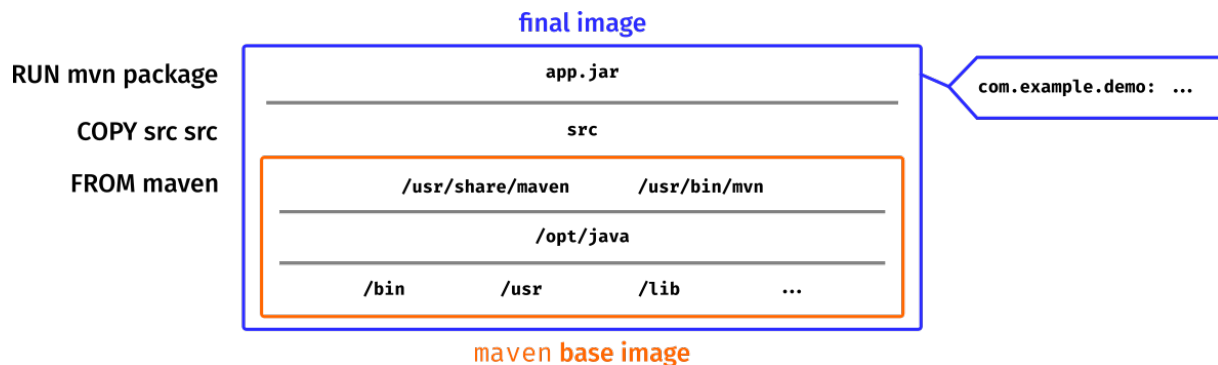 final image
RUN mvn package
app.jar
com.example.demo: ...
COPY src src
src
FROM maven
/usr/share/maven /usr/bin/mvn
/opt/java
/bin /usr /lib ...
maven base image